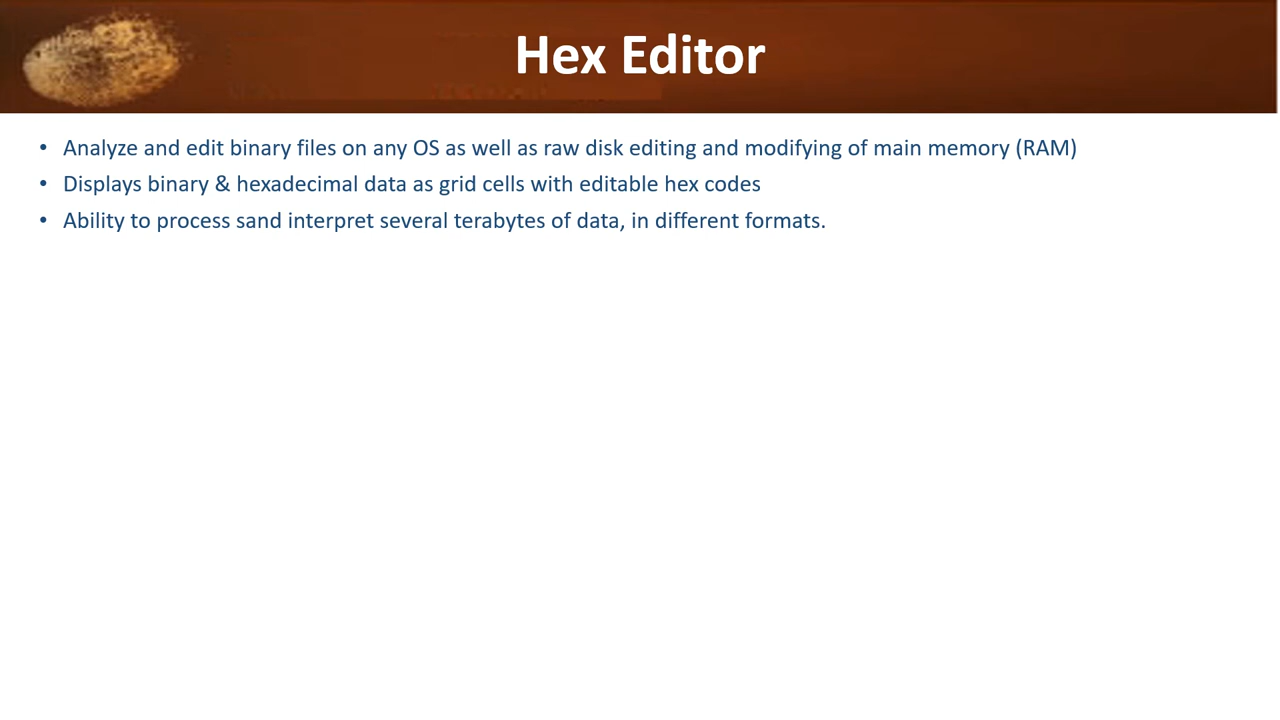 Hex Editor
• Analyze and edit binary files on any OS as well as raw disk editing and modifying of main memory (RAM)
• Displays binary & hexadecimal data as grid cells with editable hex codes
• Ability to process sand interpret several terabytes of data, in different formats.